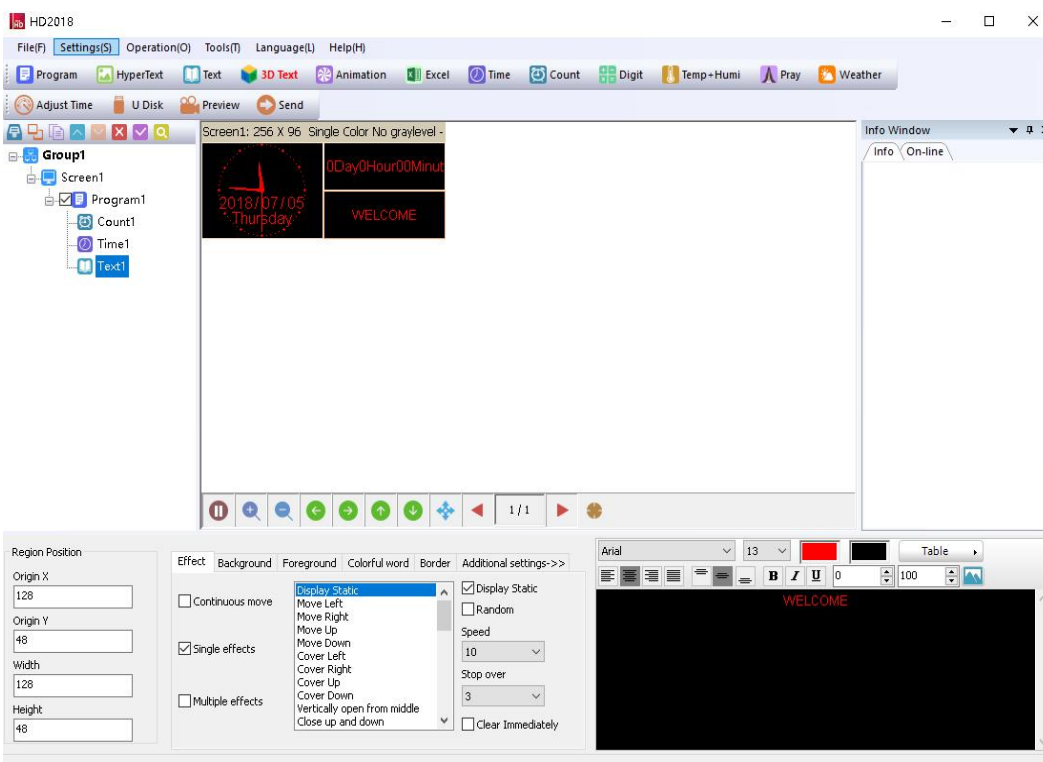 HD2018
File(F) Settings(S) Operation(O) Tools(T) Language(L) Help(H)
Program HyperText Text 3D Text Animation Excel Time Count Digit Temp+Humi Pray Weather
Adjust Time U Disk Preview Send
Group1
Screen1
Program1
Count1
Time1
Text1
Screen1: 256 X 96 Single Color No graylevel -
2018/07/05
Thursday
0Day0Hour00Minut
WELCOME
1/1
Info Window
Info On-line
Region Position
Origin X
128
Origin Y
48
Width
128
Height
48
Effect Background Foreground Colorful word Border Additional settings->>
Continuous move
Single effects
Multiple effects
Display Static
Move Left
Move Right
Move Up
Move Down
Cover Left
Cover Right
Cover Up
Cover Down
Vertically open from middle
Close up and down
Display Static
Random
Speed
10
Stop over
3
Clear Immediately
Arial 13 Table
B I U 0 100
WELCOME